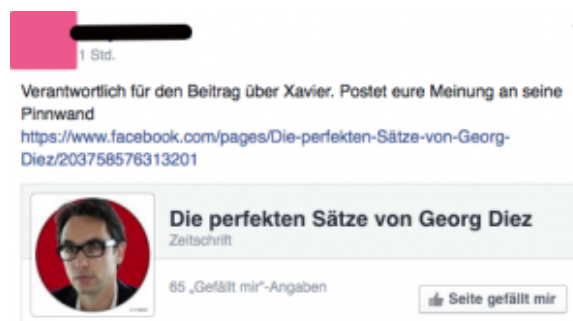 1 Std.
Verantwortlich für den Beitrag über Xavier. Postet eure Meinung an seine
Pinnwand
https://www.facebook.com/pages/Die-perfekten-Sätze-von-Georg-
Diez/203758576313201
Die perfekten Sätze von Georg Diez
Zeitschrift
65 „Gefällt mir"-Angaben
Seite gefällt mir